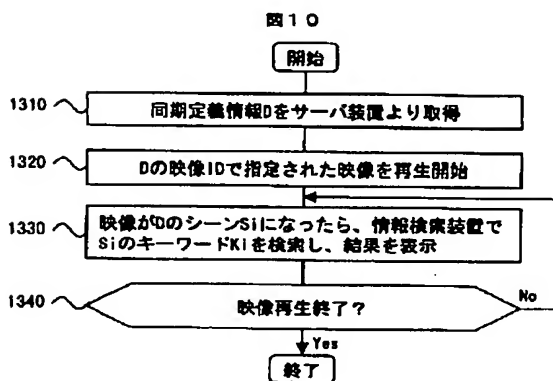 図10
開始
1310
同期定義情報Dをサーバ装置より取得
1320
Dの映像IDで指定された映像を再生開始
1330
映像がDのシーンSiになったら、情報検索装置で
SiのキーワードKiを検索し、結果を表示
1340
映像再生終了？
No
Yes
終了